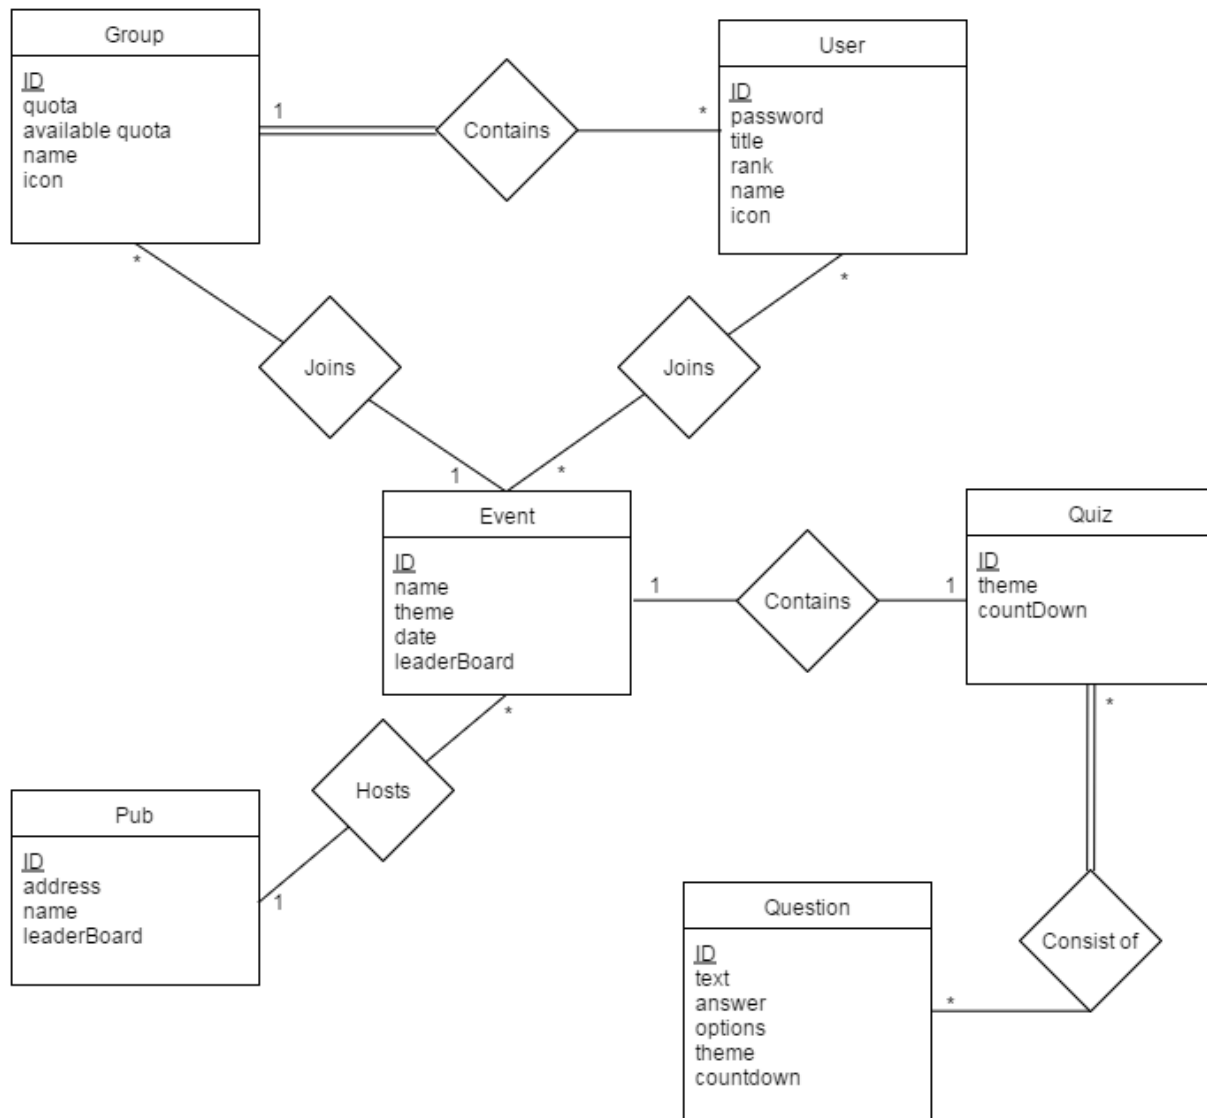 Group
ID
quota
available quota
name
icon
1
Contains
*
User
ID
password
title
rank
name
icon
*
Joins
1
*
Joins
*
Event
ID
name
theme
date
leaderBoard
1
Contains
1
Quiz
ID
theme
countDown
*
Hosts
1
Pub
ID
address
name
leaderBoard
*
Consist of
*
Question
ID
text
answer
options
theme
countdown